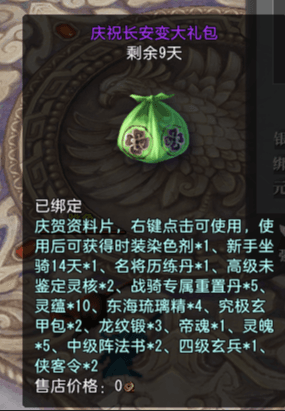 庆祝长安变大礼包
剩余9天
已绑定
庆贺资料片，右键点击可使用，使
用后可获得时装染色剂*1、新手坐
骑14天*1、名将历练丹*1、高级未
鉴定灵核*2、战骑专属重置丹*5、
灵蕴*10、东海琉璃精*4、究极玄
甲包*2、龙纹锻*3、帝魂*1、灵魄
*5、中级阵法书*2、四级玄兵*1、
侠客令*2
售店价格：0